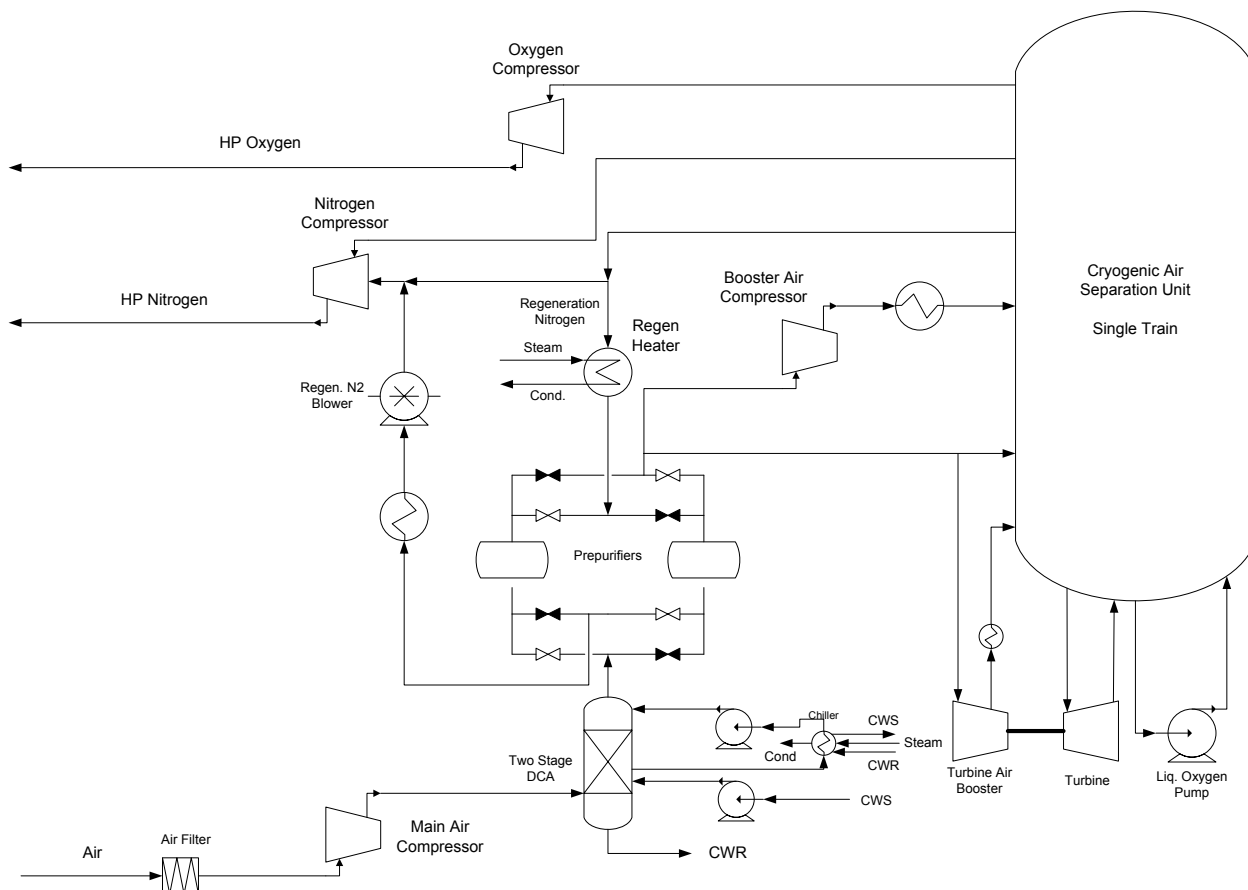 Oxygen
Compressor
HP Oxygen
Nitrogen
Compressor
HP Nitrogen
Booster Air
Compressor
Cryogenic Air
Separation Unit
Single Train
Regeneration
Nitrogen
Regen
Heater
Steam
Cond.
Regen. N2
Blower
Prepurifiers
Chiller
CWS
Steam
Cond
CWR
Two Stage
DCA
CWS
Turbine Air
Booster
Turbine
Liq. Oxygen
Pump
Main Air
Compressor
Air Filter
Air
CWR